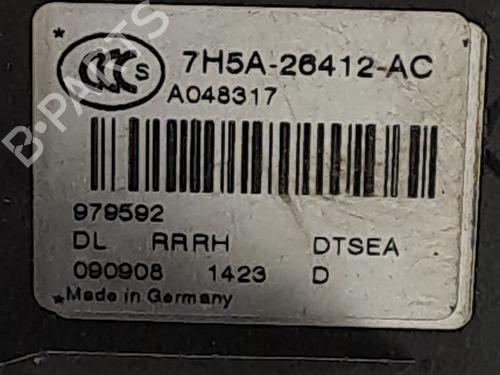 CCC S
7H5A-26412-AC
A048317
979592
DL RRRH DTSEA
090908 1423 D
Made in Germany
B-PARTS